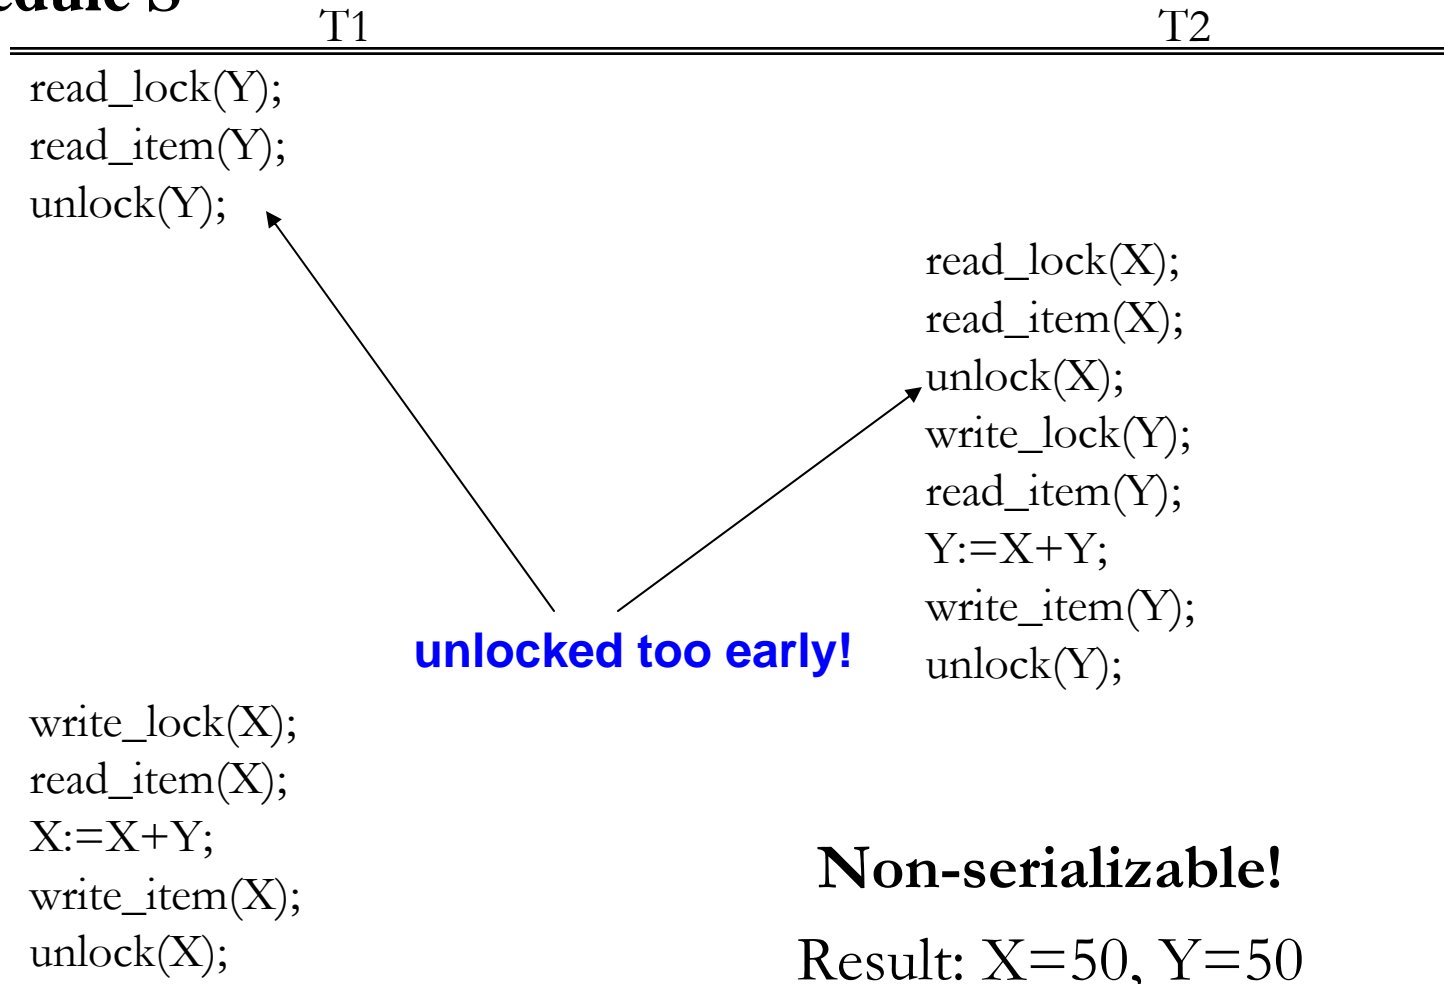 T1 T2
read_lock(Y);
read_item(Y);
unlock(Y);
read_lock(X);
read_item(X);
unlock(X);
write_lock(Y);
read_item(Y);
Y:=X+Y;
write_item(Y);
unlock(Y);
unlocked too early!
write_lock(X);
read_item(X);
X:=X+Y;
write_item(X);
unlock(X);
Non-serializable!
Result: X=50, Y=50